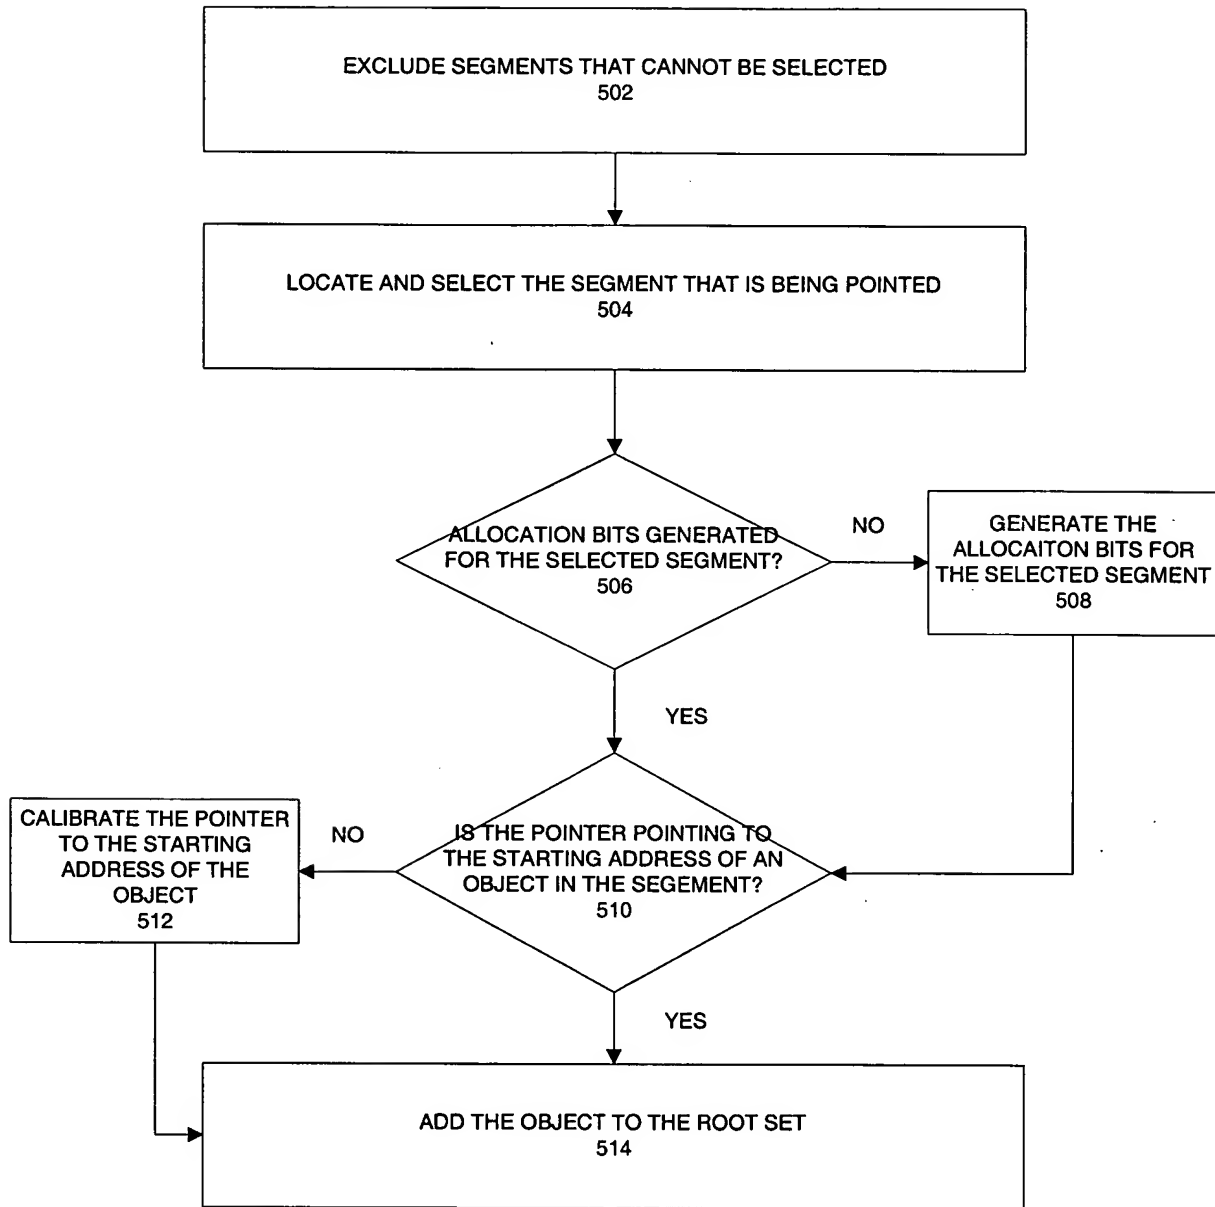 EXCLUDE SEGMENTS THAT CANNOT BE SELECTED
502
LOCATE AND SELECT THE SEGMENT THAT IS BEING POINTED
504
ALLOCATION BITS GENERATED
FOR THE SELECTED SEGMENT?
506
NO
GENERATE THE
ALLOCAITON BITS FOR
THE SELECTED SEGMENT
508
YES
IS THE POINTER POINTING TO
THE STARTING ADDRESS OF AN
OBJECT IN THE SEGEMENT?
510
NO
CALIBRATE THE POINTER
TO THE STARTING
ADDRESS OF THE
OBJECT
512
YES
ADD THE OBJECT TO THE ROOT SET
514